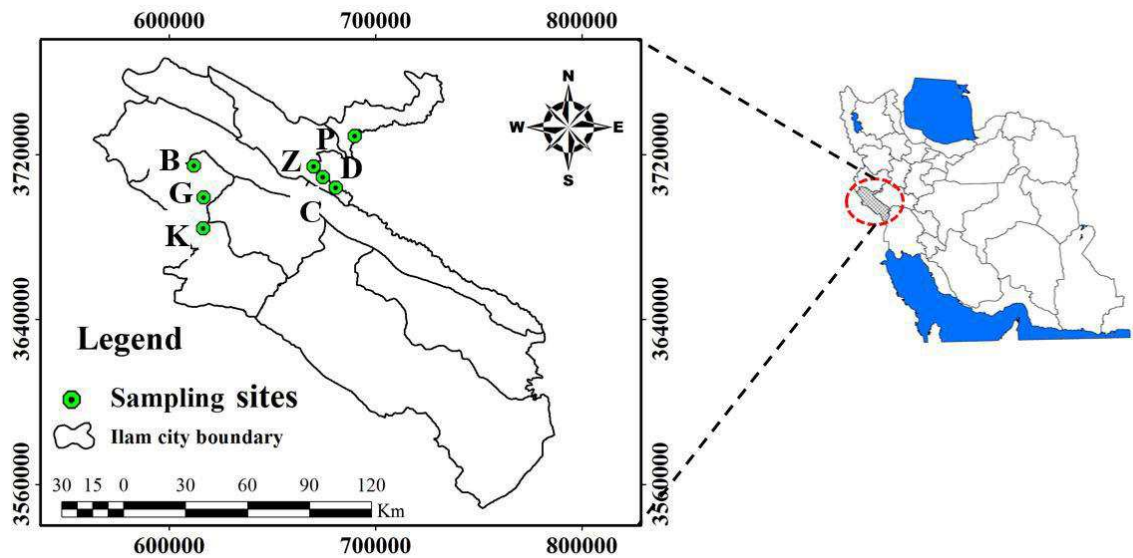 600000 700000 800000
N
W E
S
P
3720000
3720000
B
Z
D
G
C
K
3640000
3640000
Legend
Sampling sites
Ilam city boundary
3560000
3560000
30 15 0 30 60 90 120
Km
600000 700000 800000